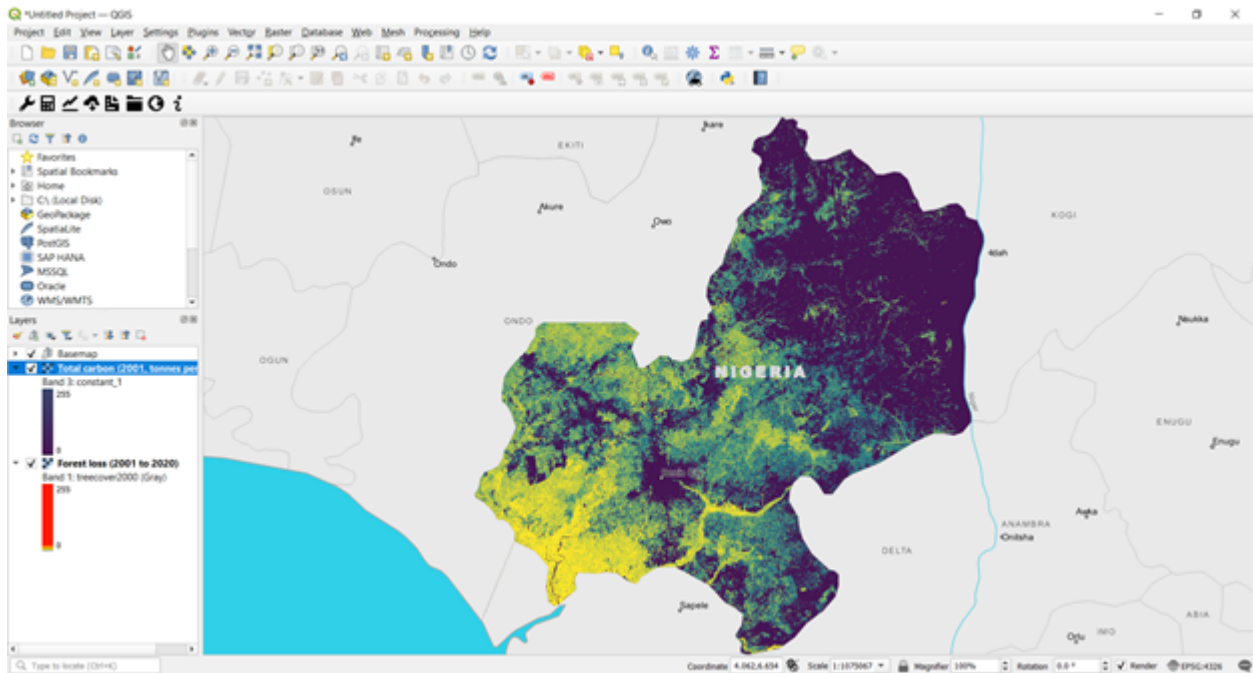 *Untitled Project — QGIS
Project Edit View Layer Settings Plugins Vector Raster Database Web Mesh Processing Help
Browser
Favorites
Spatial Bookmarks
Home
C:\ (Local Disk)
GeoPackage
SpatiaLite
PostGIS
SAP HANA
MSSQL
Oracle
WMS/WMTS
Layers
Basemap
Total carbon (2001, tonnes per
Band 3: constant_1
255
0
Forest loss (2001 to 2020)
Band 1: treecover2000 (Gray)
255
0
Ife
EKITI
Ikare
OSUN
Akure
Owo
KOGI
Idah
Ondo
ONDO
Nsukka
OGUN
NIGERIA
Niger
ENUGU
Enugu
Benin City
Awka
ANAMBRA
Onitsha
DELTA
Sapele
ABIA
Orlu
IMO
Type to locate (Ctrl+K)
Coordinate 4.062,6.654 Scale 1:1075067 Magnifier 100% Rotation 0.0 ° Render EPSG:4326